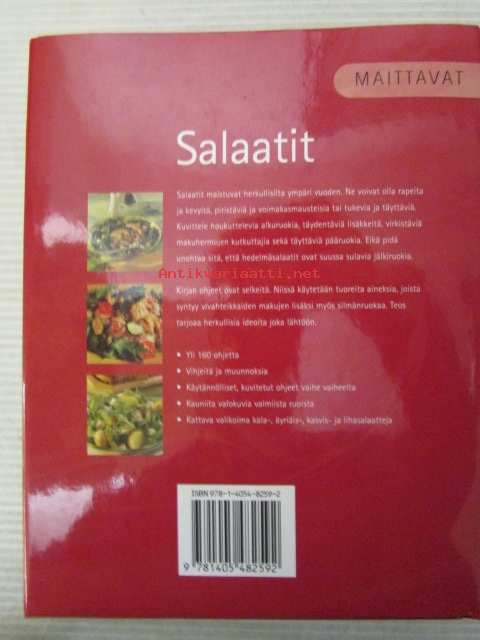 MAITTAVAT
Salaatit
Salaatit maistuvat herkullisilta ympäri vuoden. Ne voivat olla rapeita
ja kevyitä, piristäviä ja voimakasmausteisia tai tukevia ja täyttäviä.
Kuvittele houkuttelevia alkuruokia, täydentäviä lisäkkeitä, virkistäviä
makuhermojen kutkuttajia sekä täyttäviä pääruokia. Eikä pidä
unohtaa sitä, että hedelmäsalaatit ovat suussa sulavia jälkiruokia.
Antikvariaatti.net
Kirjan ohjeet ovat selkeitä. Niissä käytetään tuoreita aineksia, joista
syntyy vivahteikkaiden makujen lisäksi myös silmänruokaa. Teos
tarjoaa herkullisia ideoita joka lähtöön.
• Yli 160 ohjetta
• Vihjeitä ja muunnoksia
• Käytännölliset, kuvitetut ohjeet vaihe vaiheelta
• Kauniita valokuvia valmiista ruoista
• Kattava valikoima kala-, äyriäis-, kasvis- ja lihasalaatteja
ISBN 978-1-4054-8259-2
9 781405 482592